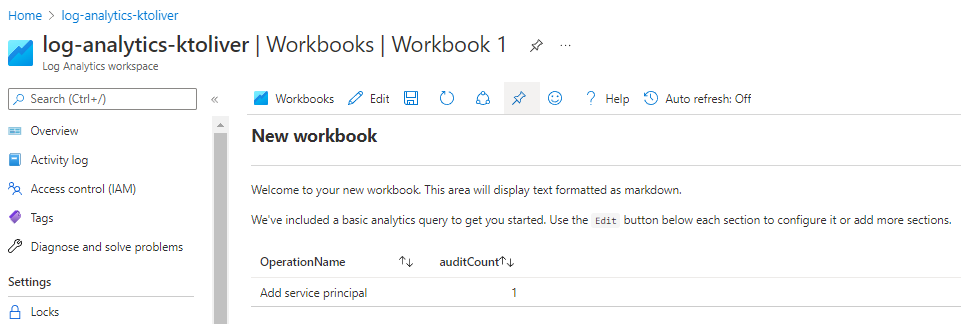 Home > log-analytics-ktoliver
log-analytics-ktoliver | Workbooks | Workbook 1 ...
Log Analytics workspace
Search (Ctrl+/) «
Workbooks Edit Help Auto refresh: Off
Overview
Activity log
Access control (IAM)
Tags
Diagnose and solve problems
Settings
Locks
New workbook
Welcome to your new workbook. This area will display text formatted as markdown.
We've included a basic analytics query to get you started. Use the Edit button below each section to configure it or add more sections.
OperationName ↑↓ auditCount↑↓
Add service principal 1